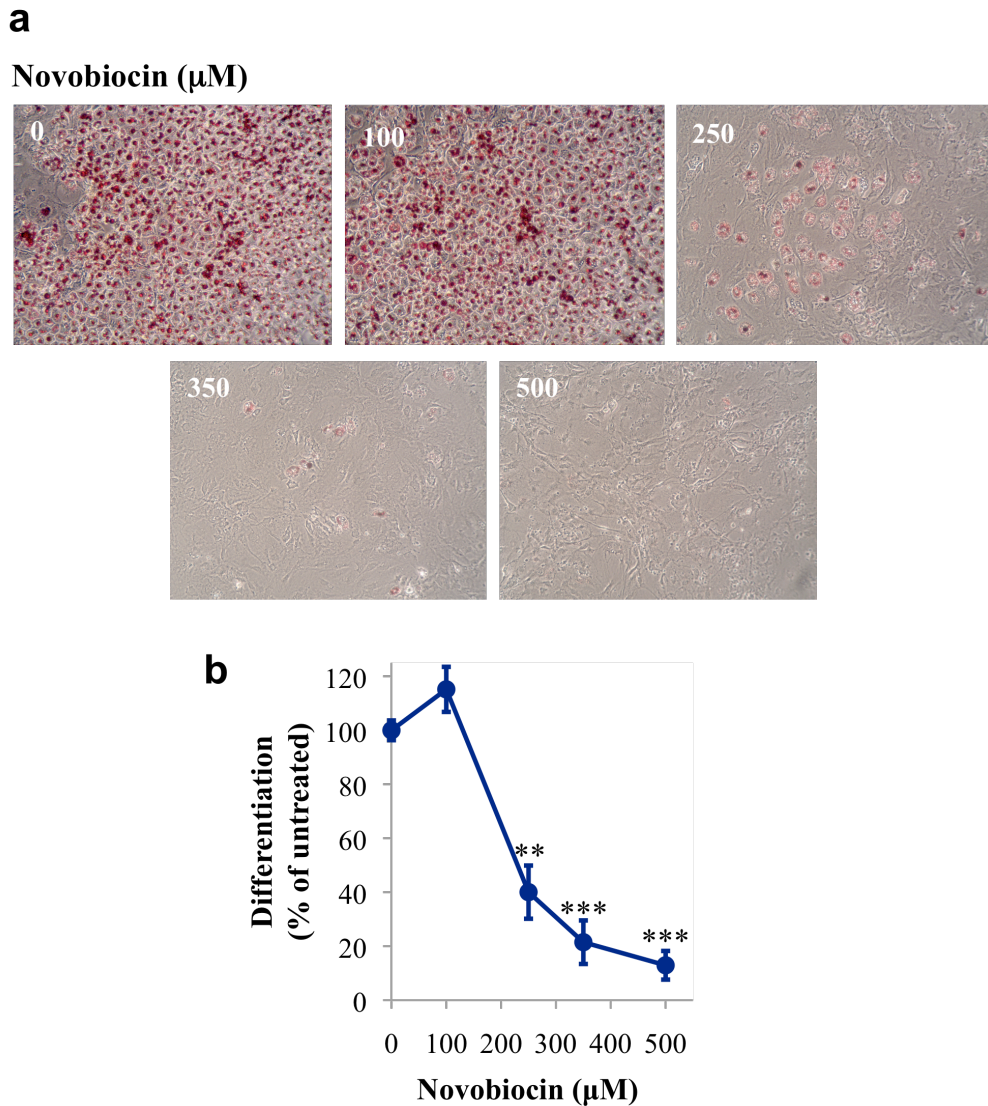 a
Novobiocin (μM)
0
100
250
350
500
b
Differentiation
(% of untreated)
120
100
80
60
40
20
0
**
***
***
0 100 200 300 400 500
Novobiocin (μM)